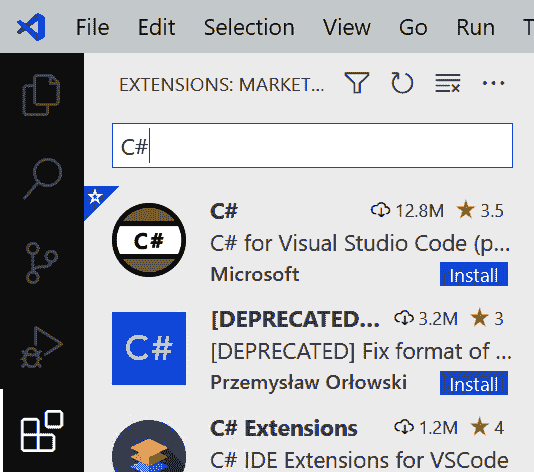 File Edit Selection View Go Run T
EXTENSIONS: MARKET...
C#
C# 12.8M 3.5
C#
C# for Visual Studio Code (p...
Microsoft Install
[DEPRECATED... 3.2M 3
C#
[DEPRECATED] Fix format of ...
Przemysław Orłowski Install
C# Extensions 1.2M 4
C# IDE Extensions for VSCode